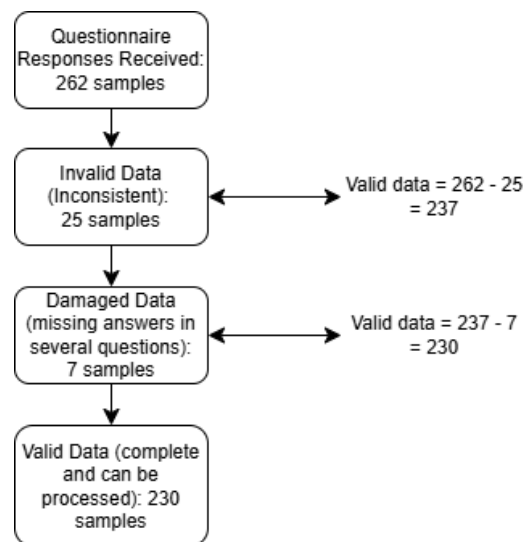 Questionnaire
Responses Received:
262 samples
Invalid Data
(Inconsistent):
25 samples
Valid data = 262 - 25
= 237
Damaged Data
(missing answers in
several questions):
7 samples
Valid data = 237 - 7
= 230
Valid Data (complete
and can be
processed): 230
samples